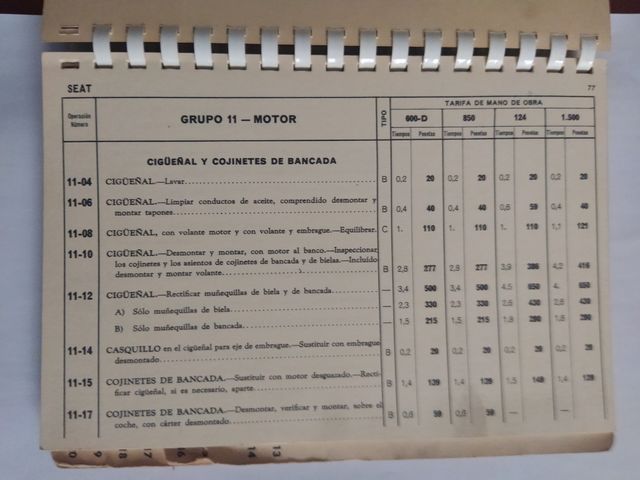 SEAT 77
Operación Número GRUPO 11 — MOTOR TIPO TARIFA DE MANO DE OBRA
600-D 850 124 1.500
Tiempos Pesetas Tiempos Pesetas Tiempos Pesetas Tiempos Pesetas
CIGÜEÑAL Y COJINETES DE BANCADA
11-04 CIGÜEÑAL.—Lavar B 0,2 20 0,2 20 0,2 20 0,2 20
11-06 CIGÜEÑAL.—Limpiar conductos de aceite, comprendido desmontar y
montar tapones B 0,4 40 0,4 40 0,6 59 0,4 40
11-08 CIGÜEÑAL, con volante motor y con volante y embrague.—Equilibrar. C 1. 110 1. 110 1. 110 1,1 121
11-10 CIGÜEÑAL.—Desmontar y montar, con motor al banco.—Inspeccionar
los cojinetes y los asientos de cojinetes de bancada y de bielas.—Incluído
desmontar y montar volante B 2,8 277 2,8 277 3,9 386 4,2 416
11-12 CIGÜEÑAL.—Rectificar muñequillas de biela y de bancada — 3,4 500 3,4 500 4,5 650 4. 650
A) Sólo muñequillas de biela — 2,3 330 2,3 330 2,6 430 2,6 430
B) Sólo muñequillas de bancada — 1,5 215 1,5 215 1,8 280 280
11-14 CASQUILLO en el cigüeñal para eje de embrague.—Sustituir con embrague
desmontado B 0,2 20 0,2 20 0,2 20 0,2 20
11-15 COJINETES DE BANCADA.—Sustituir con motor desguazado.—Recti-
ficar cigüeñal, si es necesario, aparte B 1,4 139 1,4 139 1,5 149 1,4 139
11-17 COJINETES DE BANCADA.—Desmontar, verificar y montar, sobre el
coche, con cárter desmontado B 0,6 59 0,6 59 — —
9 18 17 16 14 13